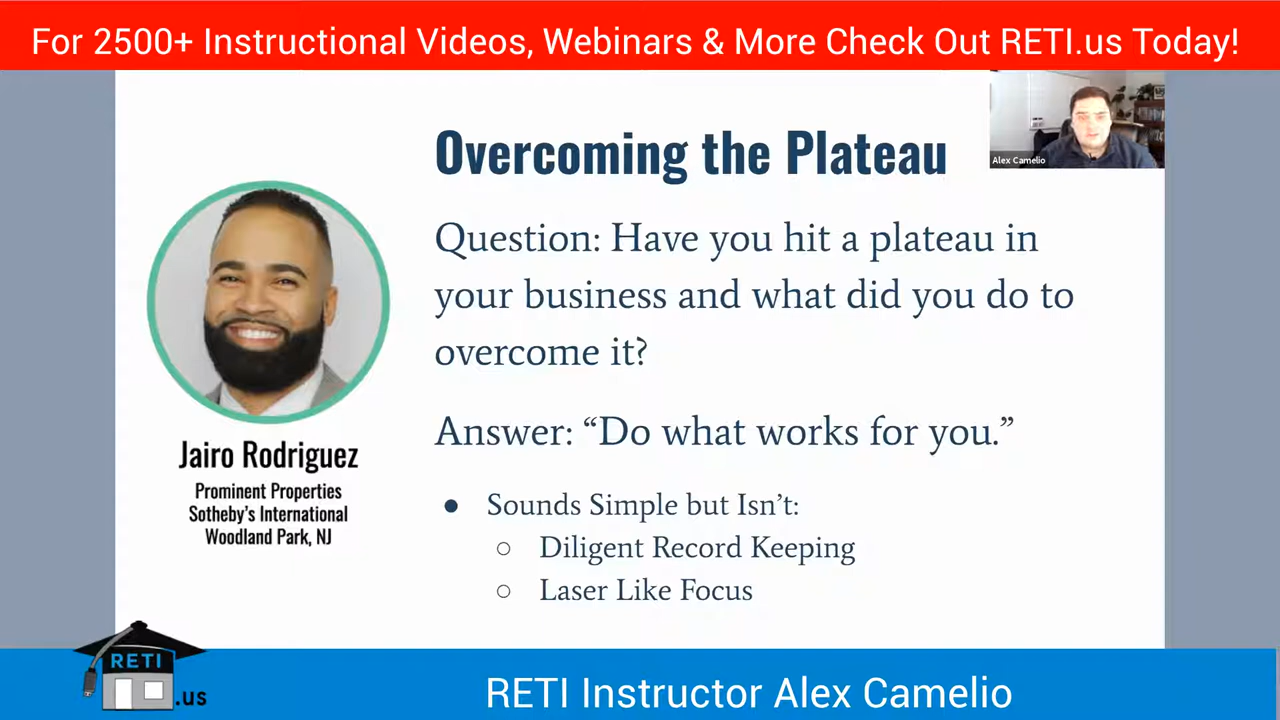 For 2500+ Instructional Videos, Webinars & More Check Out RETI.us Today!
Alex Camelio
Overcoming the Plateau
Question: Have you hit a plateau in
your business and what did you do to
overcome it?
Answer: “Do what works for you.”
● Sounds Simple but Isn’t:
○ Diligent Record Keeping
○ Laser Like Focus
Jairo Rodriguez
Prominent Properties
Sotheby’s International
Woodland Park, NJ
RETI
.us
RETI Instructor Alex Camelio